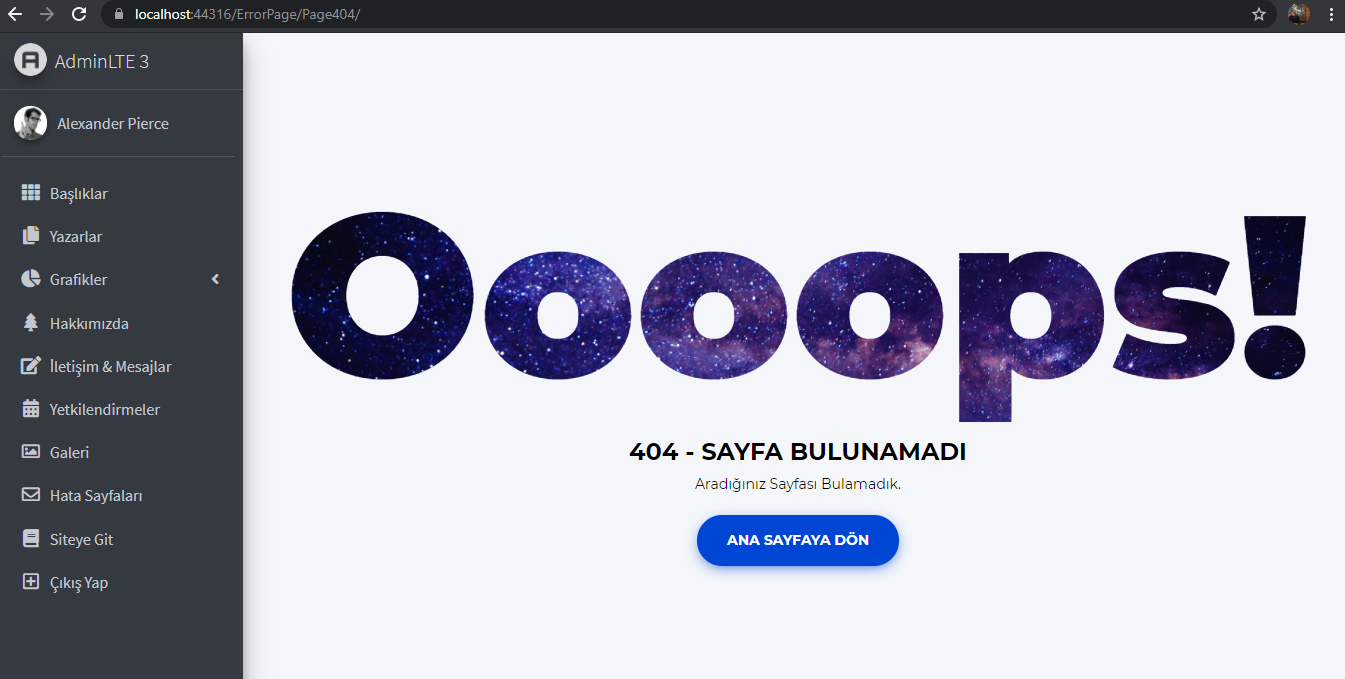 localhost:44316/ErrorPage/Page404/
AdminLTE 3
Alexander Pierce
Başlıklar
Yazarlar
Grafikler
Hakkımızda
İletişim & Mesajlar
Yetkilendirmeler
Galeri
Hata Sayfaları
Siteye Git
Çıkış Yap
Oooops!
404 - SAYFA BULUNAMADI
Aradığınız Sayfası Bulamadık.
ANA SAYFAYA DÖN